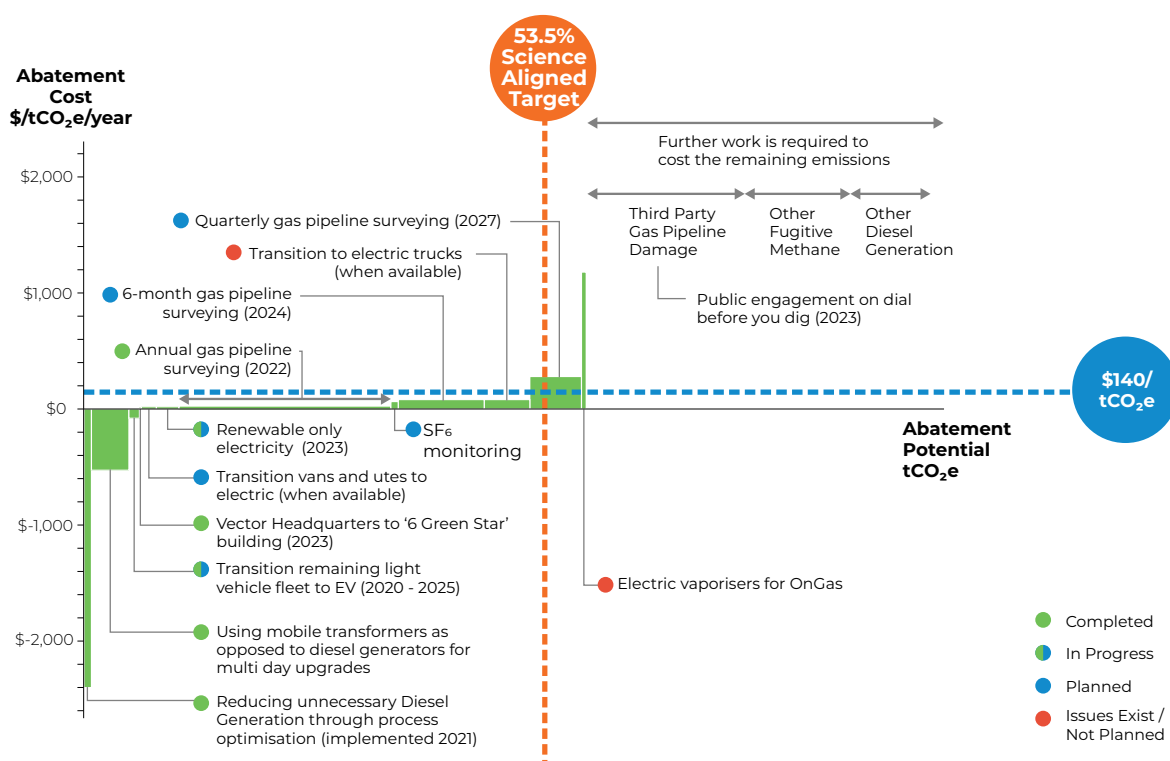 53.5%
Science
Aligned
Target
Abatement
Cost
$/tCO₂e/year
Further work is required to
cost the remaining emissions
$2,000
$1,000
$0
$-1,000
$-2,000
Quarterly gas pipeline surveying (2027)
Transition to electric trucks
(when available)
6-month gas pipeline
surveying (2024)
Annual gas pipeline
surveying (2022)
Third Party
Gas Pipeline
Damage
Other
Fugitive
Methane
Other
Diesel
Generation
Public engagement on dial
before you dig (2023)
$140/
tCO₂e
Abatement
Potential
tCO₂e
SF₆
monitoring
Renewable only
electricity (2023)
Transition vans and utes to
electric (when available)
Vector Headquarters to ‘6 Green Star’
building (2023)
Transition remaining light
vehicle fleet to EV (2020 - 2025)
Using mobile transformers as
opposed to diesel generators for
multi day upgrades
Reducing unnecessary Diesel
Generation through process
optimisation (implemented 2021)
Electric vaporisers for OnGas
Completed
In Progress
Planned
Issues Exist /
Not Planned